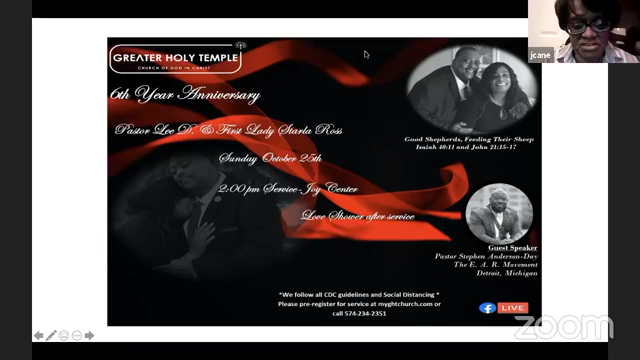 jcane
GREATER HOLY TEMPLE
CHURCH OF GOD IN CHRIST
6th Year Anniversary
Pastor Lee D. & First Lady Starla Ross
Sunday October 25th
2:00 pm Service-Joy Center
Love Shower after service
Good Shepherds, Feeding Their Sheep
Isaiah 40:11 and John 21:15-17
Guest Speaker
Pastor Stephen Anderson-Day
The E. A. R. Movement
Detroit, Michigan
*We follow all CDC guidelines and Social Distancing *
Please pre-register for service at myghtchurch.com or
call 574-234-2351
LIVE
zoom